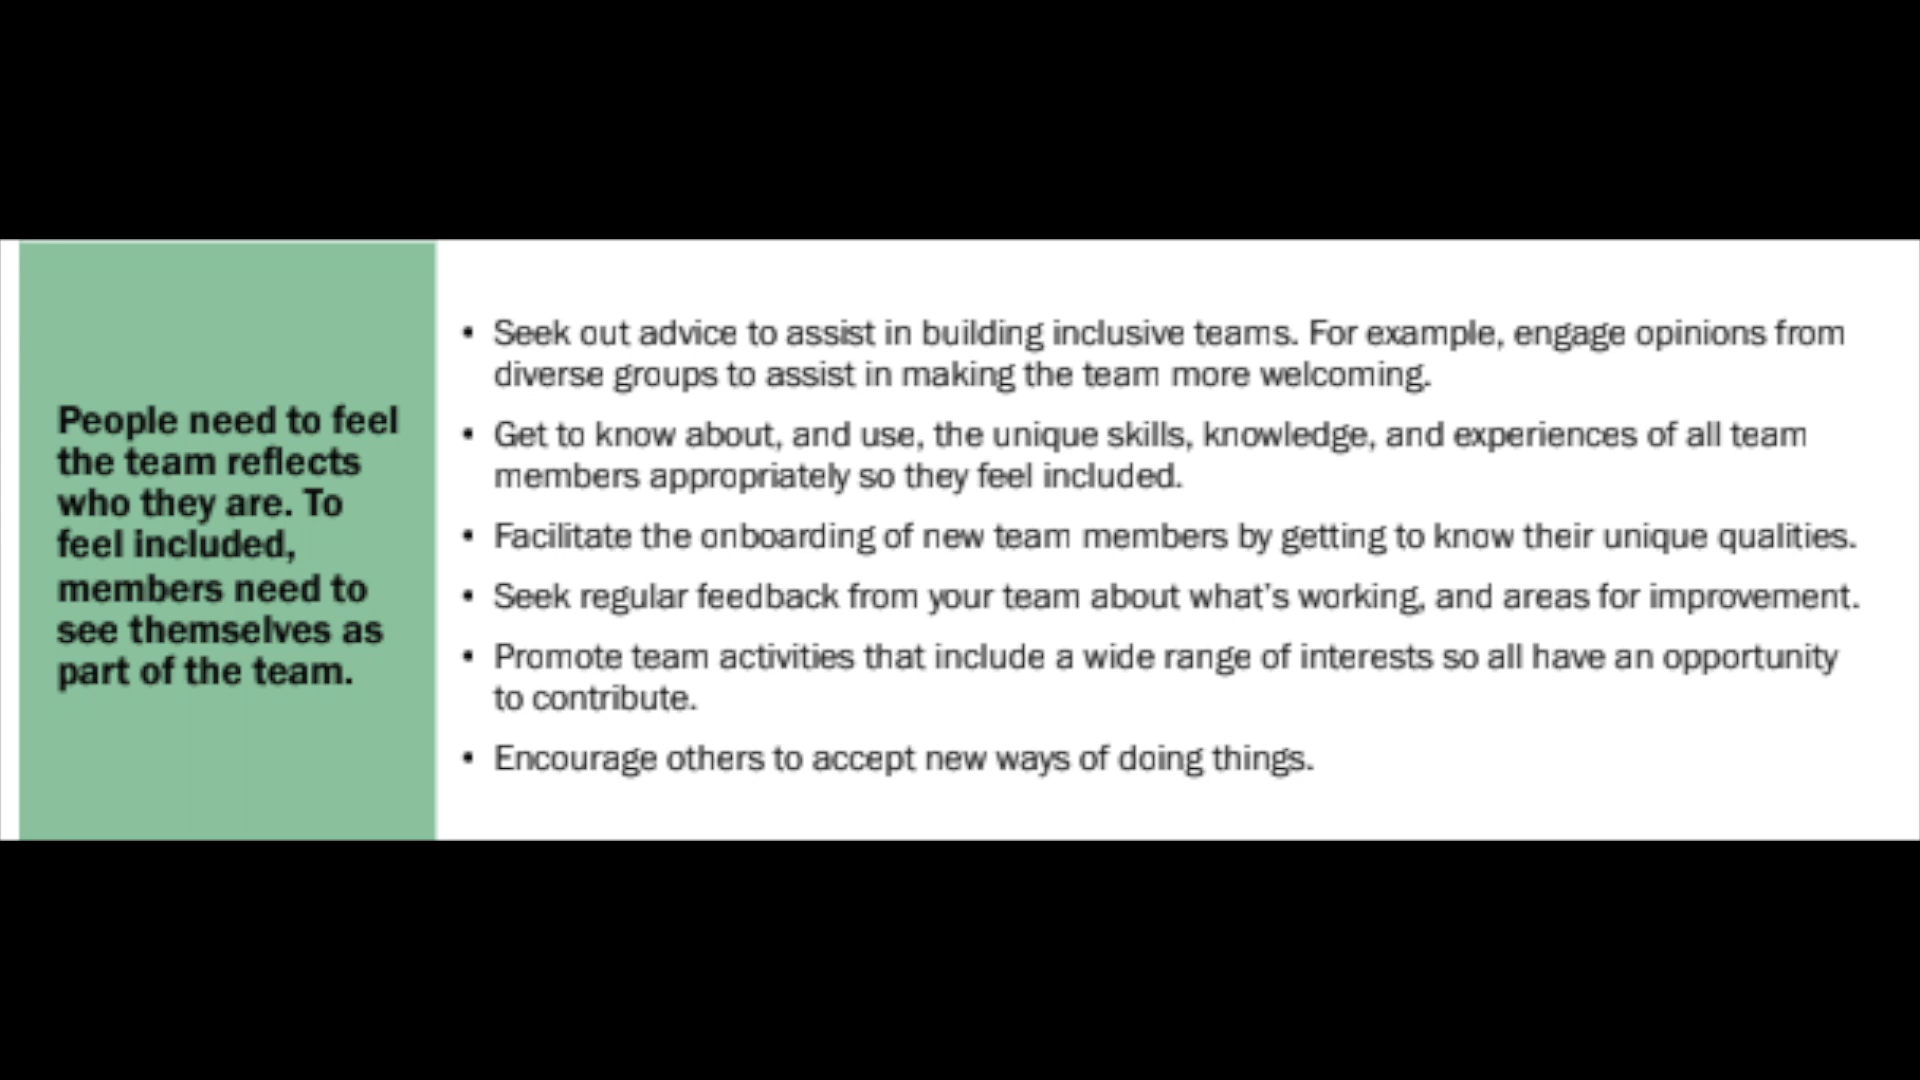 People need to feel
the team reflects
who they are. To
feel included,
members need to
see themselves as
part of the team.
• Seek out advice to assist in building inclusive teams. For example, engage opinions from
diverse groups to assist in making the team more welcoming.
• Get to know about, and use, the unique skills, knowledge, and experiences of all team
members appropriately so they feel included.
• Facilitate the onboarding of new team members by getting to know their unique qualities.
• Seek regular feedback from your team about what's working, and areas for improvement.
• Promote team activities that include a wide range of interests so all have an opportunity
to contribute.
• Encourage others to accept new ways of doing things.